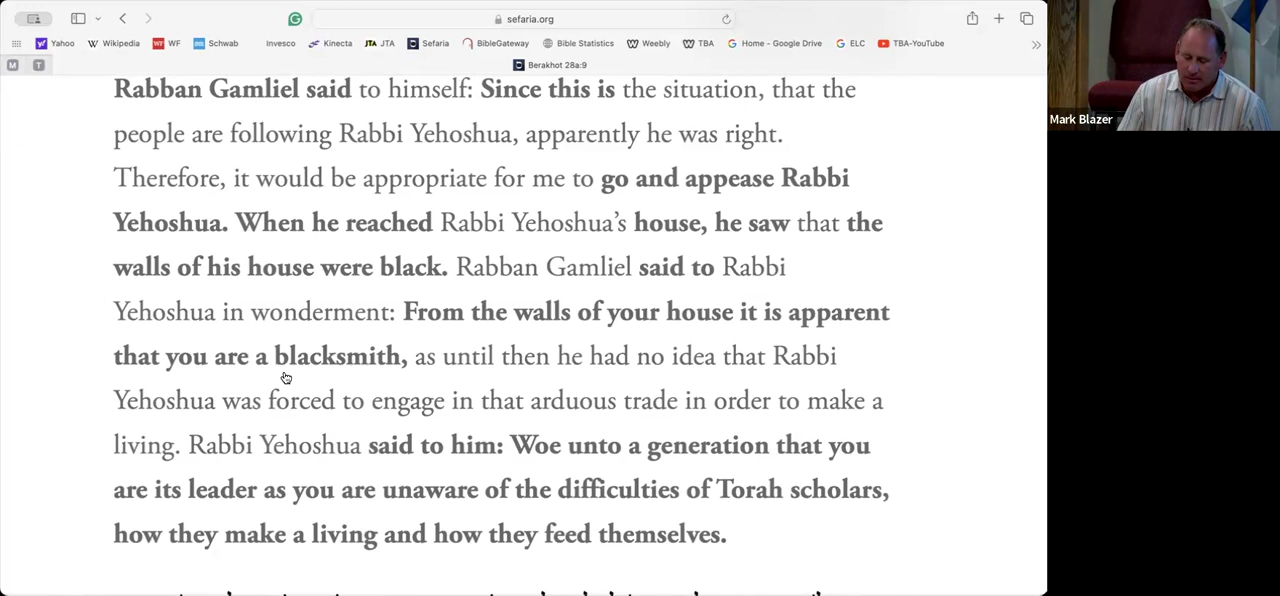 sefaria.org
Yahoo Wikipedia WF Schwab Invesco Kinecta JTA Sefaria BibleGateway Bible Statistics Weebly TBA Home - Google Drive ELC TBA-YouTube
M T Berakhot 28a:9
Rabban Gamliel said to himself: Since this is the situation, that the
people are following Rabbi Yehoshua, apparently he was right.
Therefore, it would be appropriate for me to go and appease Rabbi
Yehoshua. When he reached Rabbi Yehoshua’s house, he saw that the
walls of his house were black. Rabban Gamliel said to Rabbi
Yehoshua in wonderment: From the walls of your house it is apparent
that you are a blacksmith, as until then he had no idea that Rabbi
Yehoshua was forced to engage in that arduous trade in order to make a
living. Rabbi Yehoshua said to him: Woe unto a generation that you
are its leader as you are unaware of the difficulties of Torah scholars,
how they make a living and how they feed themselves.
Mark Blazer